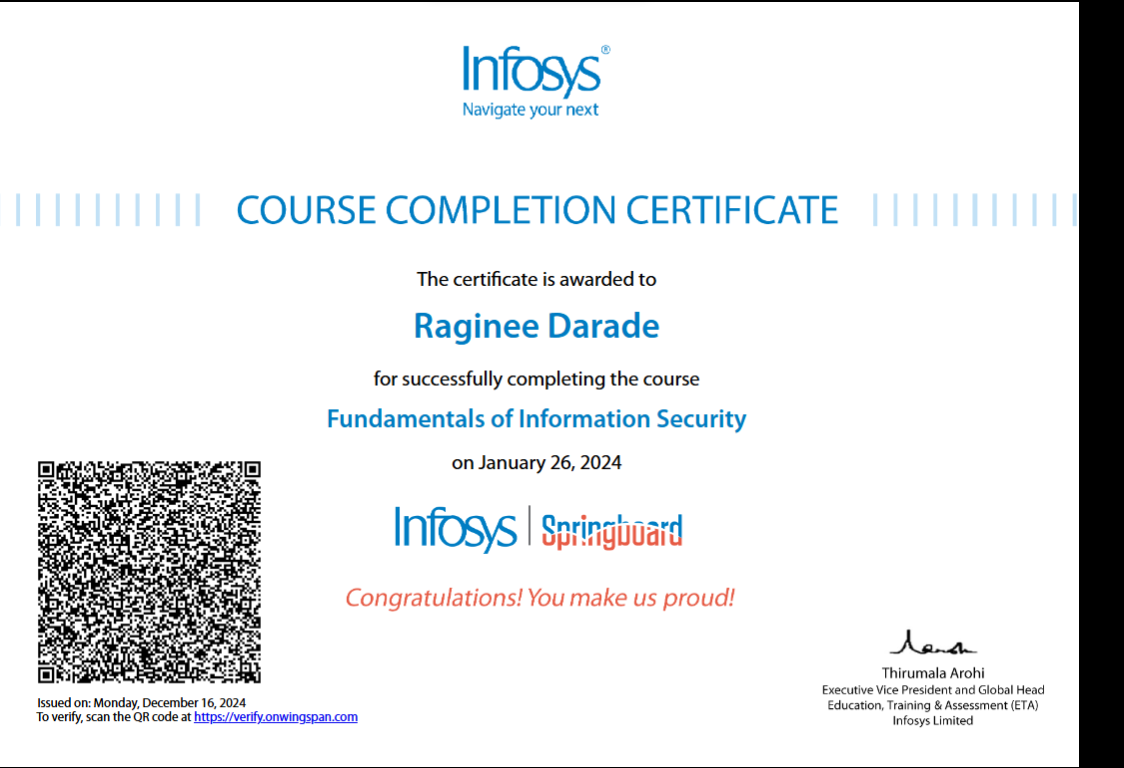 Infosys®
Navigate your next
COURSE COMPLETION CERTIFICATE
The certificate is awarded to
Raginee Darade
for successfully completing the course
Fundamentals of Information Security
on January 26, 2024
Infosys | Springboard
Congratulations! You make us proud!
Issued on: Monday, December 16, 2024
To verify, scan the QR code at https://verify.onwingspan.com
Thirumala Arohi
Executive Vice President and Global Head
Education, Training & Assessment (ETA)
Infosys Limited